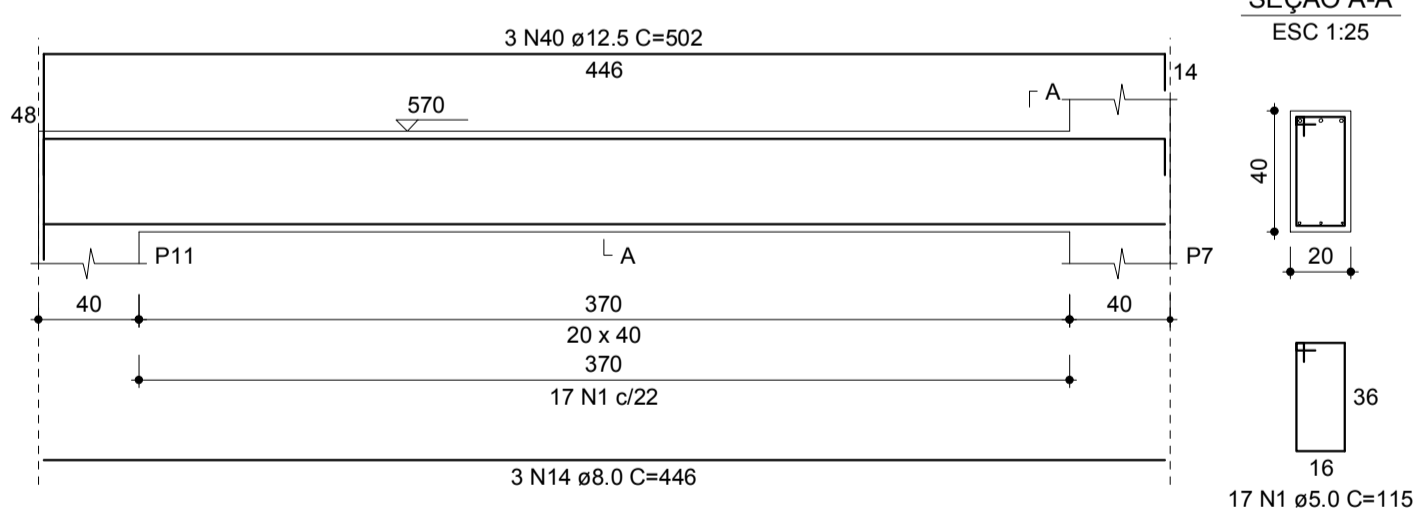 SEÇÃO A-A
ESC 1:25
3 N40 ø12.5 C=502
446
14
48
570
A
40
P11
A
P7
20
40
370
40
20 x 40
370
17 N1 c/22
36
16
3 N14 ø8.0 C=446
17 N1 ø5.0 C=115